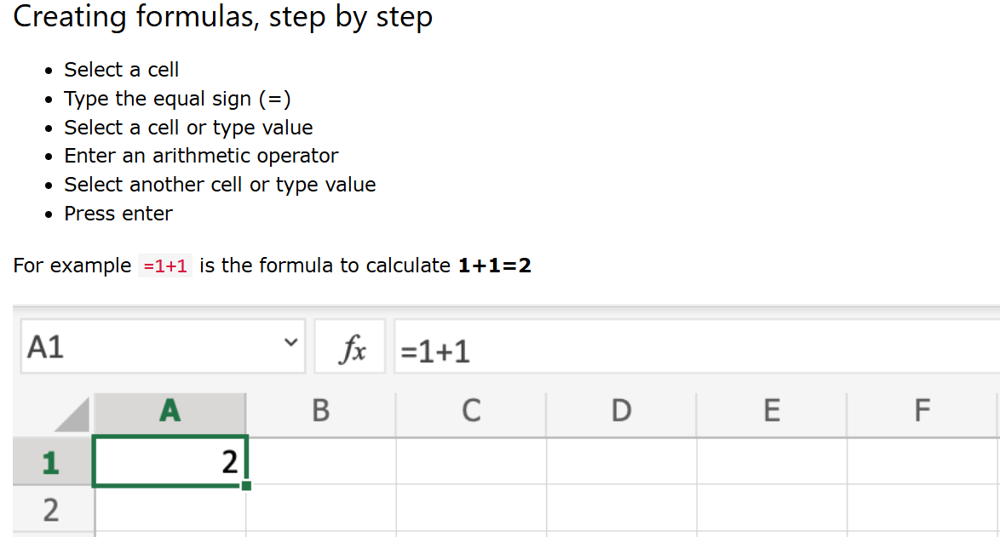 Creating formulas, step by step
• Select a cell
• Type the equal sign (=)
• Select a cell or type value
• Enter an arithmetic operator
• Select another cell or type value
• Press enter
For example =1+1 is the formula to calculate 1+1=2
A1 fx =1+1
A B C D E F
1 2
2